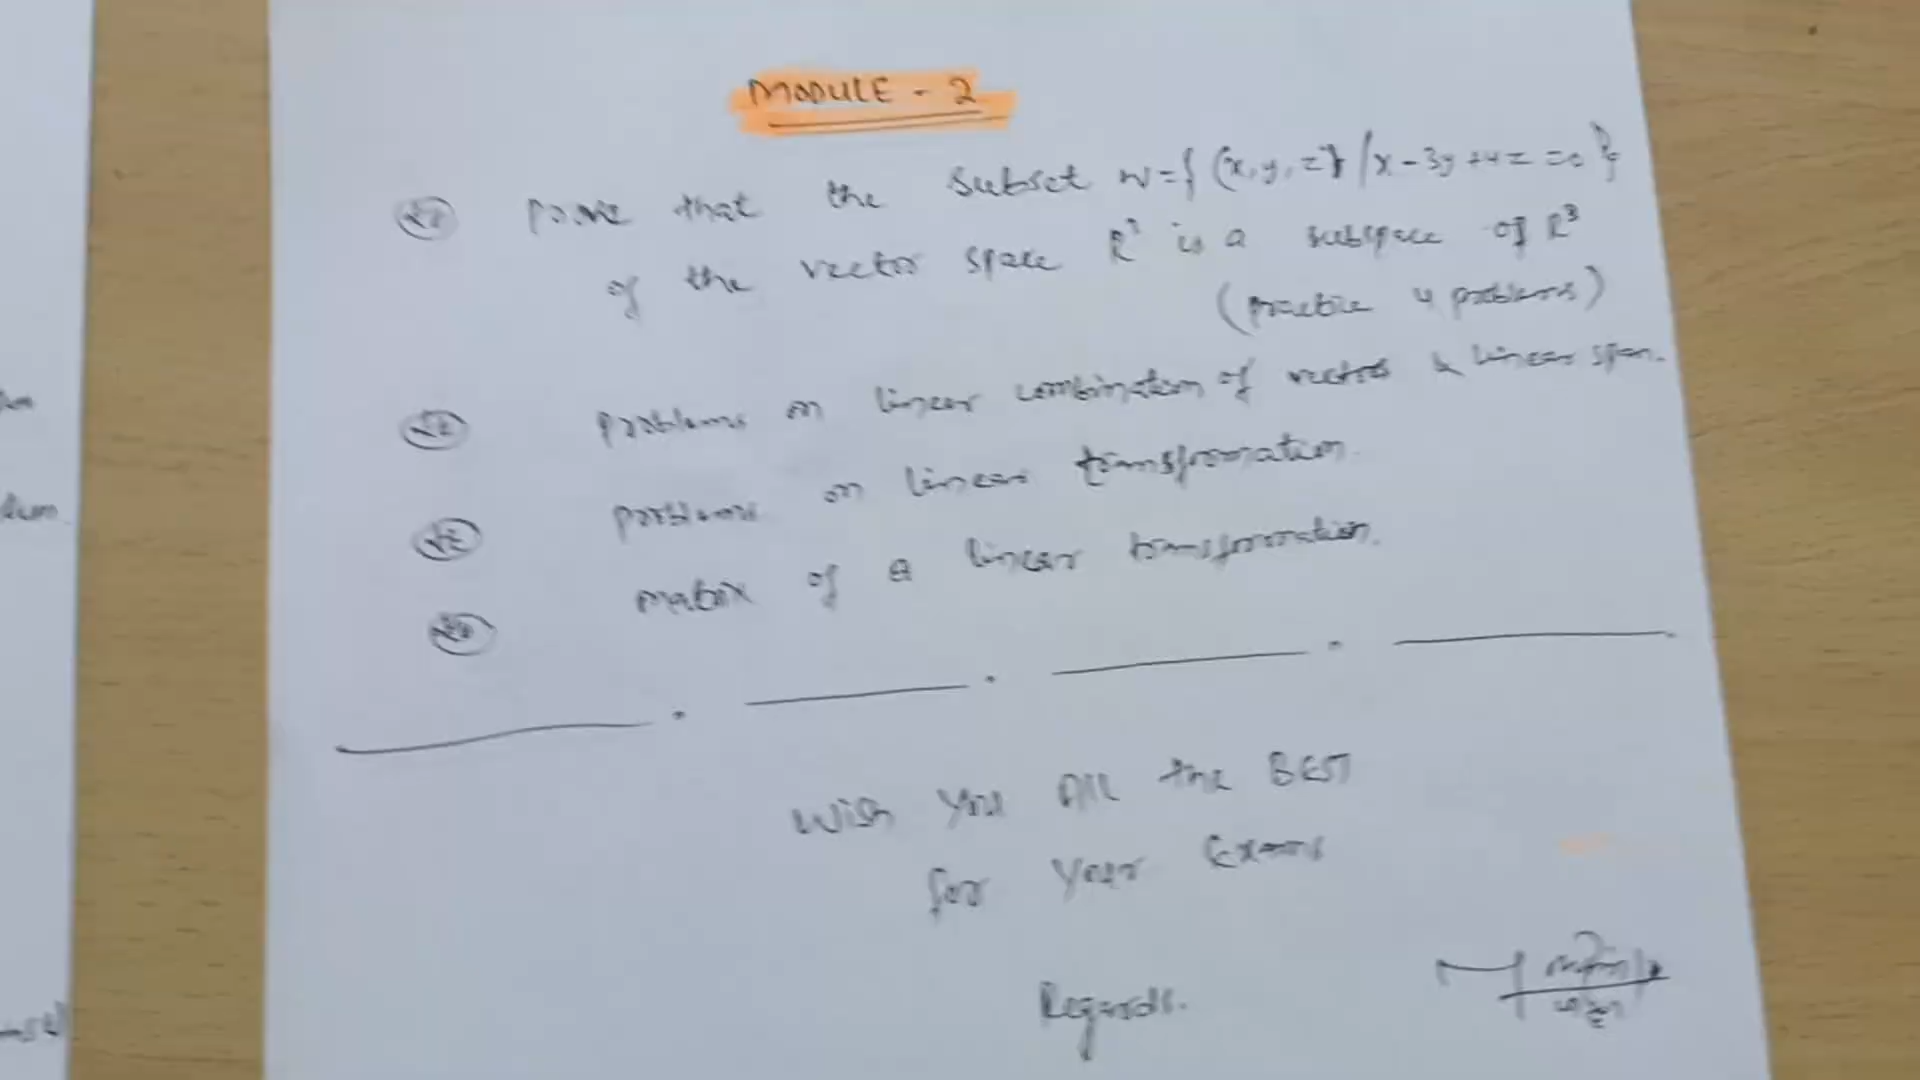 MODULE - 2
Prove that the subset W={(x,y,z)/x-3y+4z=0}
of the vector space R³ is a subspace of R³
(practice 4 problems)
problems on linear combination of vectors & linear span.
problems on linear transformation.
matrix of a linear transformation.
Wish you All the BEST
for Your Exams
Regards.